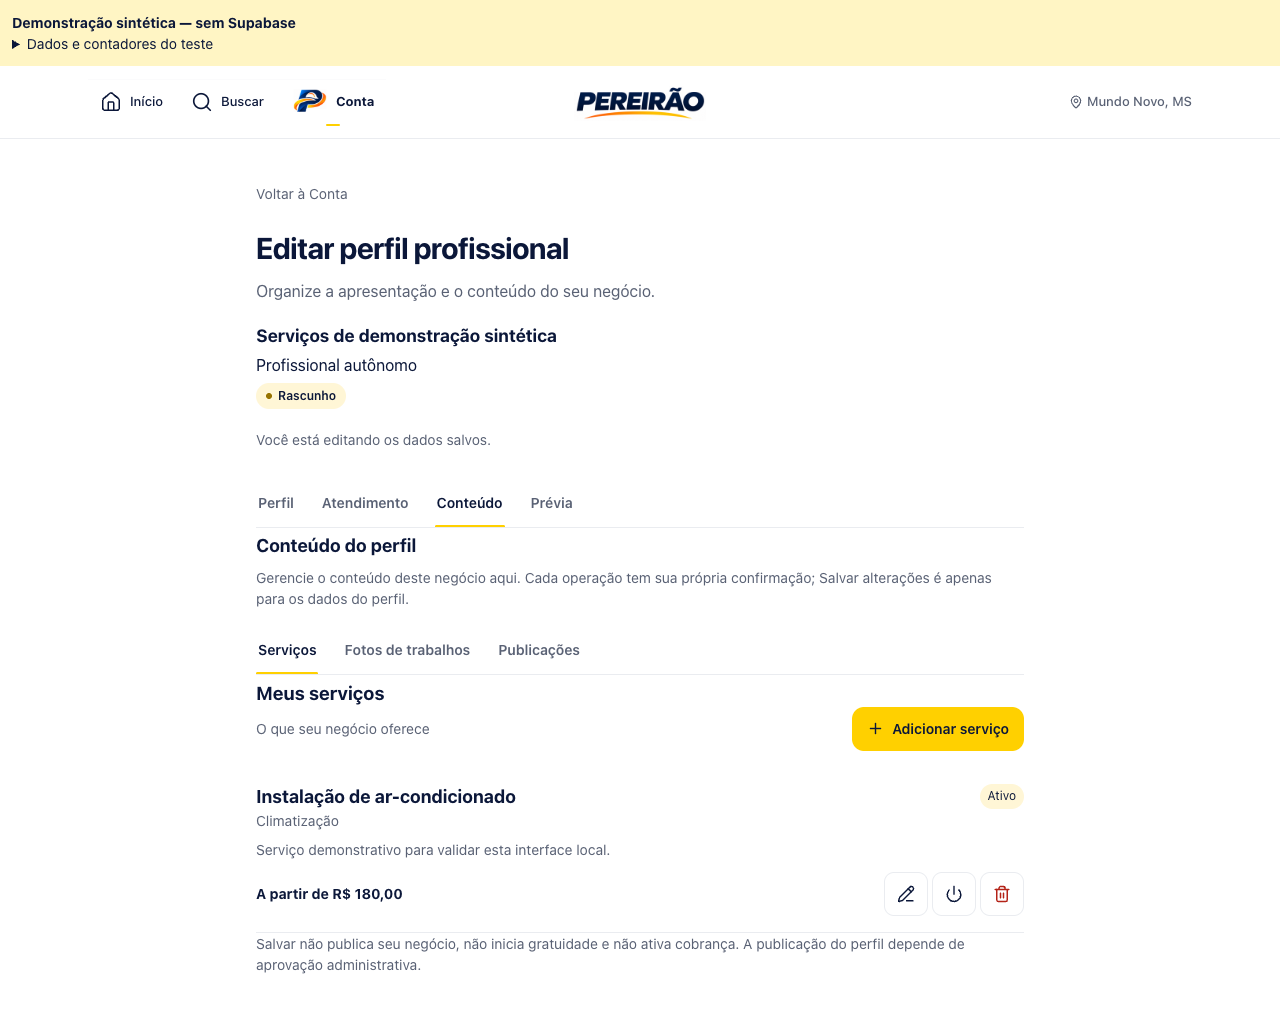 Demonstração sintética — sem Supabase
Dados e contadores do teste
Início
Buscar
Conta
PEREIRÃO
Mundo Novo, MS
Voltar à Conta
Editar perfil profissional
Organize a apresentação e o conteúdo do seu negócio.
Serviços de demonstração sintética
Profissional autônomo
Rascunho
Você está editando os dados salvos.
Perfil
Atendimento
Conteúdo
Prévia
Conteúdo do perfil
Gerencie o conteúdo deste negócio aqui. Cada operação tem sua própria confirmação; Salvar alterações é apenas
para os dados do perfil.
Serviços
Fotos de trabalhos
Publicações
Meus serviços
O que seu negócio oferece
Adicionar serviço
Instalação de ar-condicionado
Ativo
Climatização
Serviço demonstrativo para validar esta interface local.
A partir de R$ 180,00
Salvar não publica seu negócio, não inicia gratuidade e não ativa cobrança. A publicação do perfil depende de
aprovação administrativa.